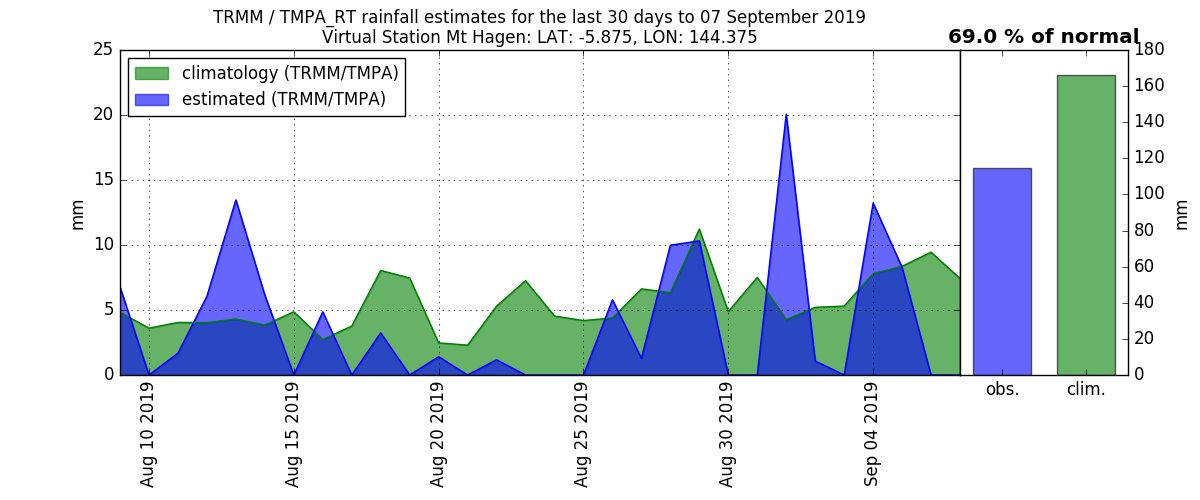 TRMM / TMPA_RT rainfall estimates for the last 30 days to 07 September 2019
Virtual Station Mt Hagen: LAT: -5.875, LON: 144.375
69.0 % of normal
climatology (TRMM/TMPA)
estimated (TRMM/TMPA)
25
20
15
10
5
0
mm
Aug 10 2019
Aug 15 2019
Aug 20 2019
Aug 25 2019
Aug 30 2019
Sep 04 2019
obs.
clim.
180
160
140
120
100
80
60
40
20
0
mm